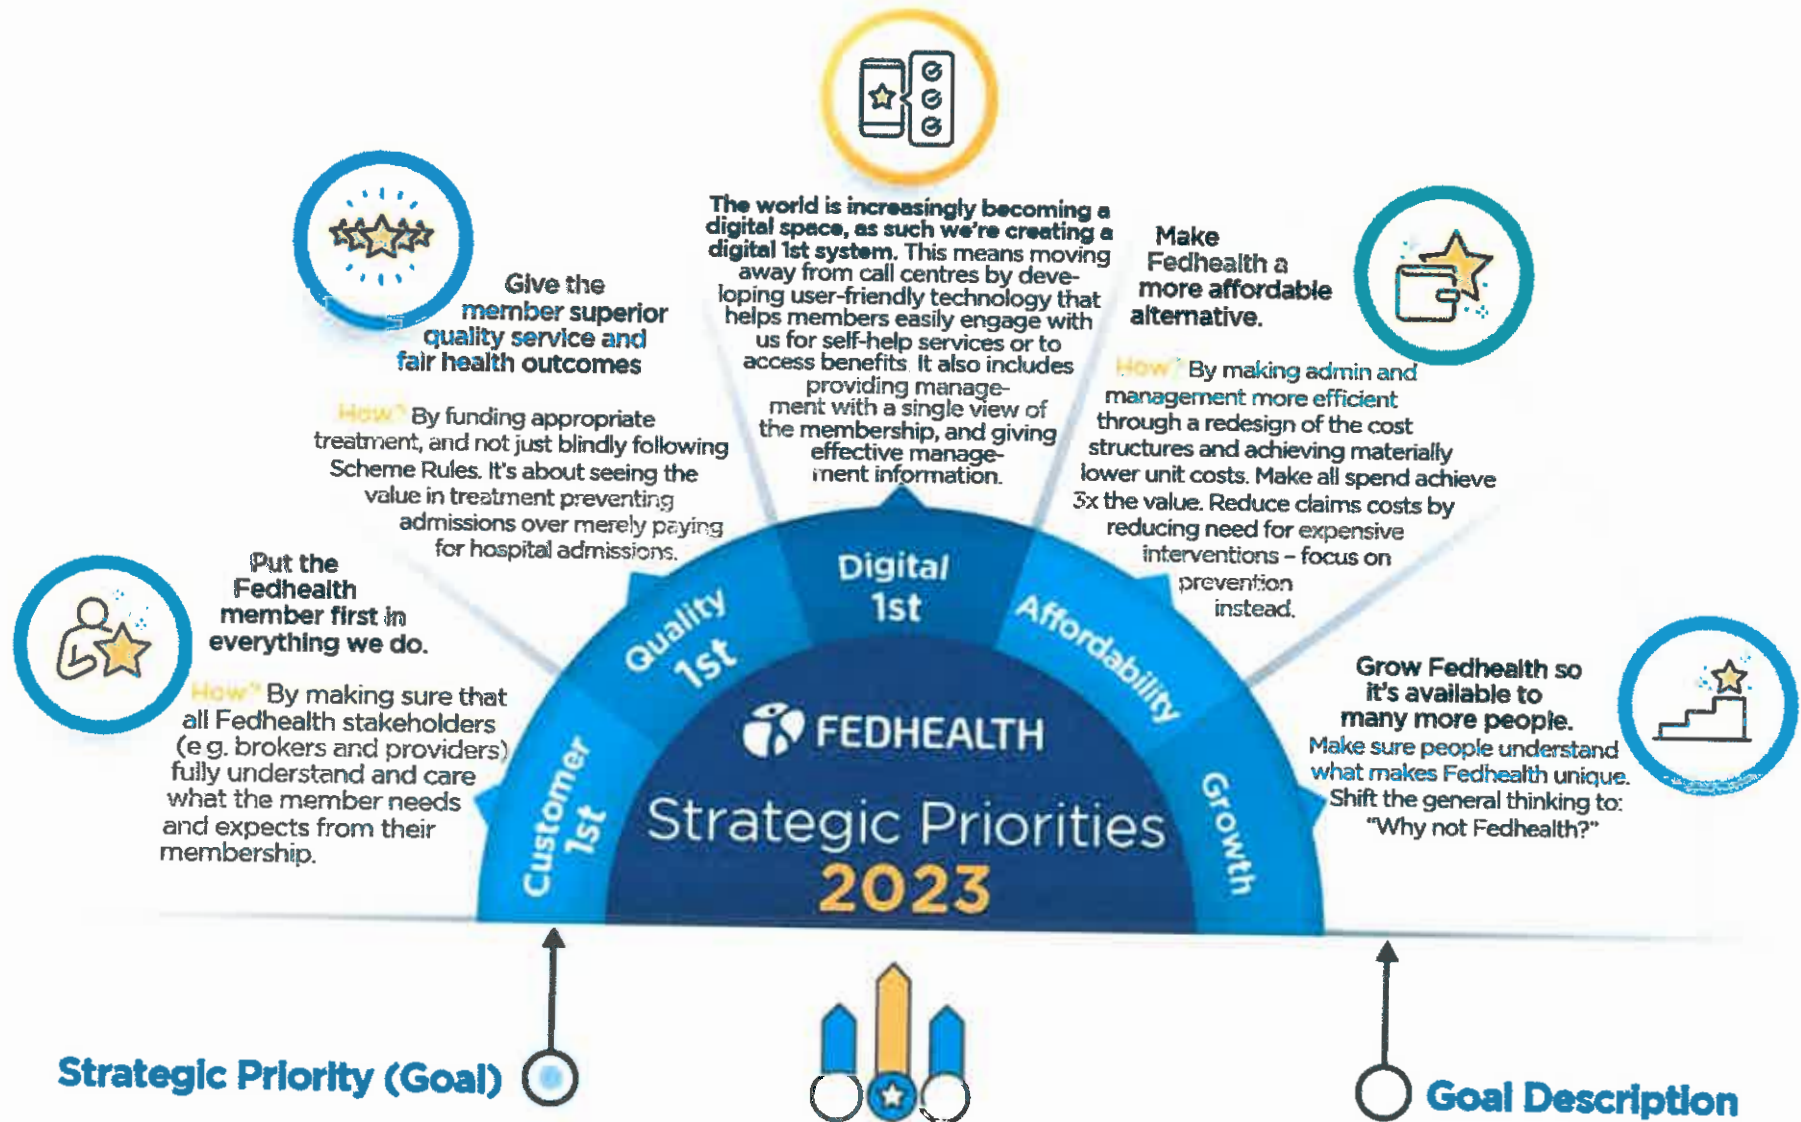 The world is increasingly becoming a
digital space, as such we're creating a
digital 1st system. This means moving
away from call centres by deve-
loping user-friendly technology that
helps members easily engage with
us for self-help services or to
access benefits. It also includes
providing manage-
ment with a single view of
the membership, and giving
effective manage-
ment information.
Give the
member superior
quality service and
fair health outcomes
How? By funding appropriate
treatment, and not just blindly following
Scheme Rules. It's about seeing the
value in treatment preventing
admissions over merely paying
for hospital admissions.
Make
Fedhealth a
more affordable
alternative.
How? By making admin and
management more efficient
through a redesign of the cost
structures and achieving materially
lower unit costs. Make all spend achieve
3x the value. Reduce claims costs by
reducing need for expensive
interventions – focus on
prevention
instead.
Put the
Fedhealth
member first in
everything we do.
How? By making sure that
all Fedhealth stakeholders
(e.g. brokers and providers)
fully understand and care
what the member needs
and expects from their
membership.
Grow Fedhealth so
it's available to
many more people.
Make sure people understand
what makes Fedhealth unique.
Shift the general thinking to:
"Why not Fedhealth?"
Customer
1st
Quality
1st
Digital
1st
Affordability
Growth
FEDHEALTH
Strategic Priorities
2023
Strategic Priority (Goal)
Goal Description